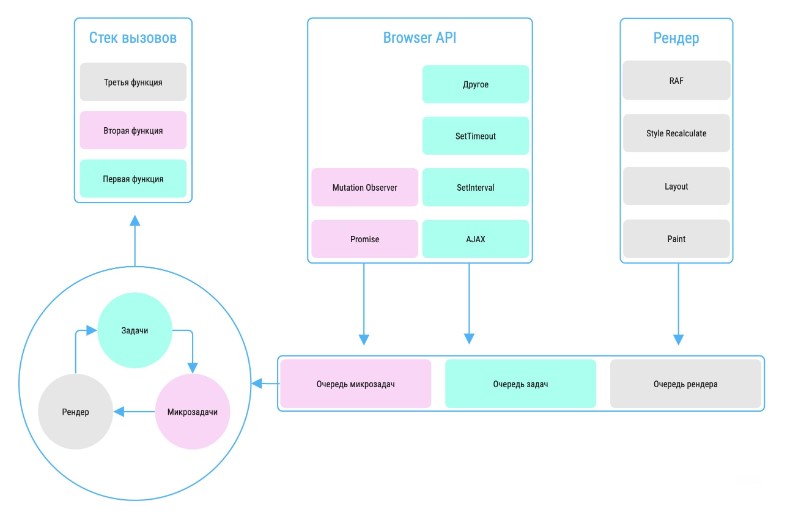 Стек вызовов
Третья функция
Вторая функция
Первая функция
Browser API
Другое
SetTimeout
Mutation Observer
SetInterval
Promise
AJAX
Рендер
RAF
Style Recalculate
Layout
Paint
Задачи
Рендер
Микрозадачи
Очередь микрозадач
Очередь задач
Очередь рендера